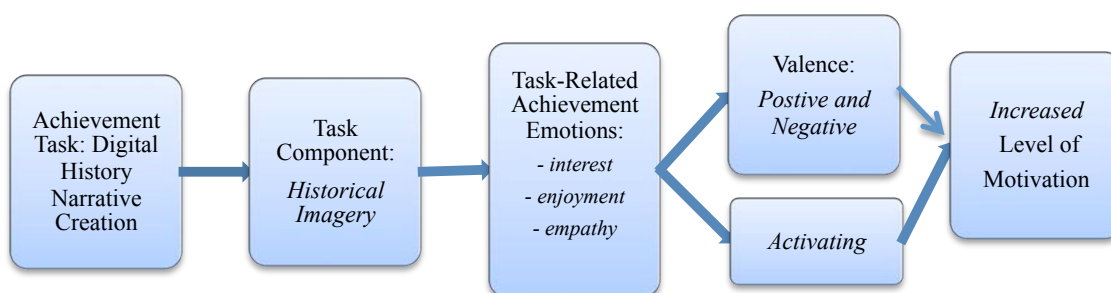 Achievement
Task: Digital
History
Narrative
Creation
Task
Component:
Historical
Imagery
Task-Related
Achievement
Emotions:
- interest
- enjoyment
- empathy
Valence:
Postive and
Negative
Activating
Increased
Level of
Motivation